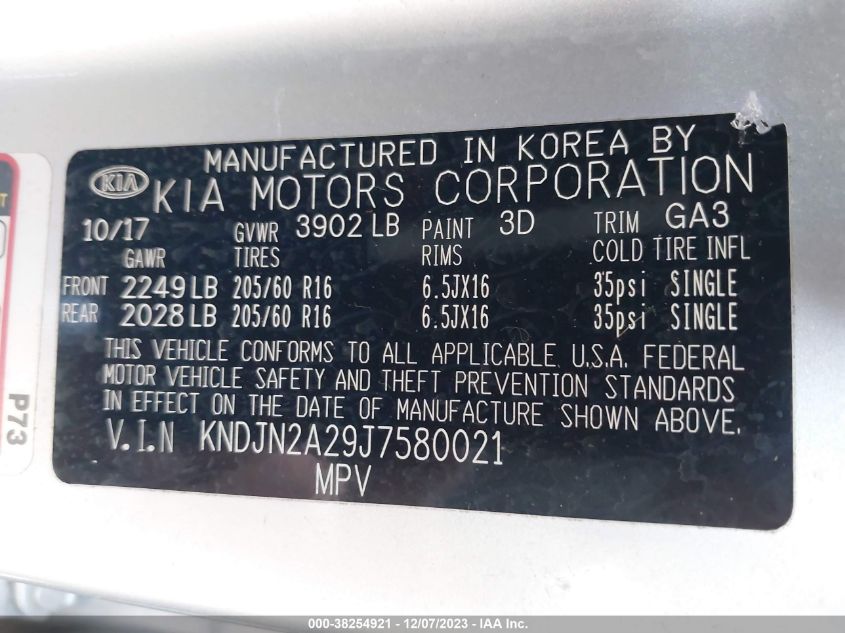 MANUFACTURED IN KOREA BY
KIA KIA MOTORS CORPORATION
10/17 GVWR 3902 LB PAINT 3D TRIM GA3
GAWR TIRES RIMS COLD TIRE INFL
FRONT 2249 LB 205/60 R16 6.5JX16 35psi SINGLE
REAR 2028 LB 205/60 R16 6.5JX16 35psi SINGLE
THIS VEHICLE CONFORMS TO ALL APPLICABLE U.S.A. FEDERAL
MOTOR VEHICLE SAFETY AND THEFT PREVENTION STANDARDS
IN EFFECT ON THE DATE OF MANUFACTURE SHOWN ABOVE.
V.I.N KNDJN2A29J7580021
MPV
P73
000-38254921 - 12/07/2023 - IAA Inc.